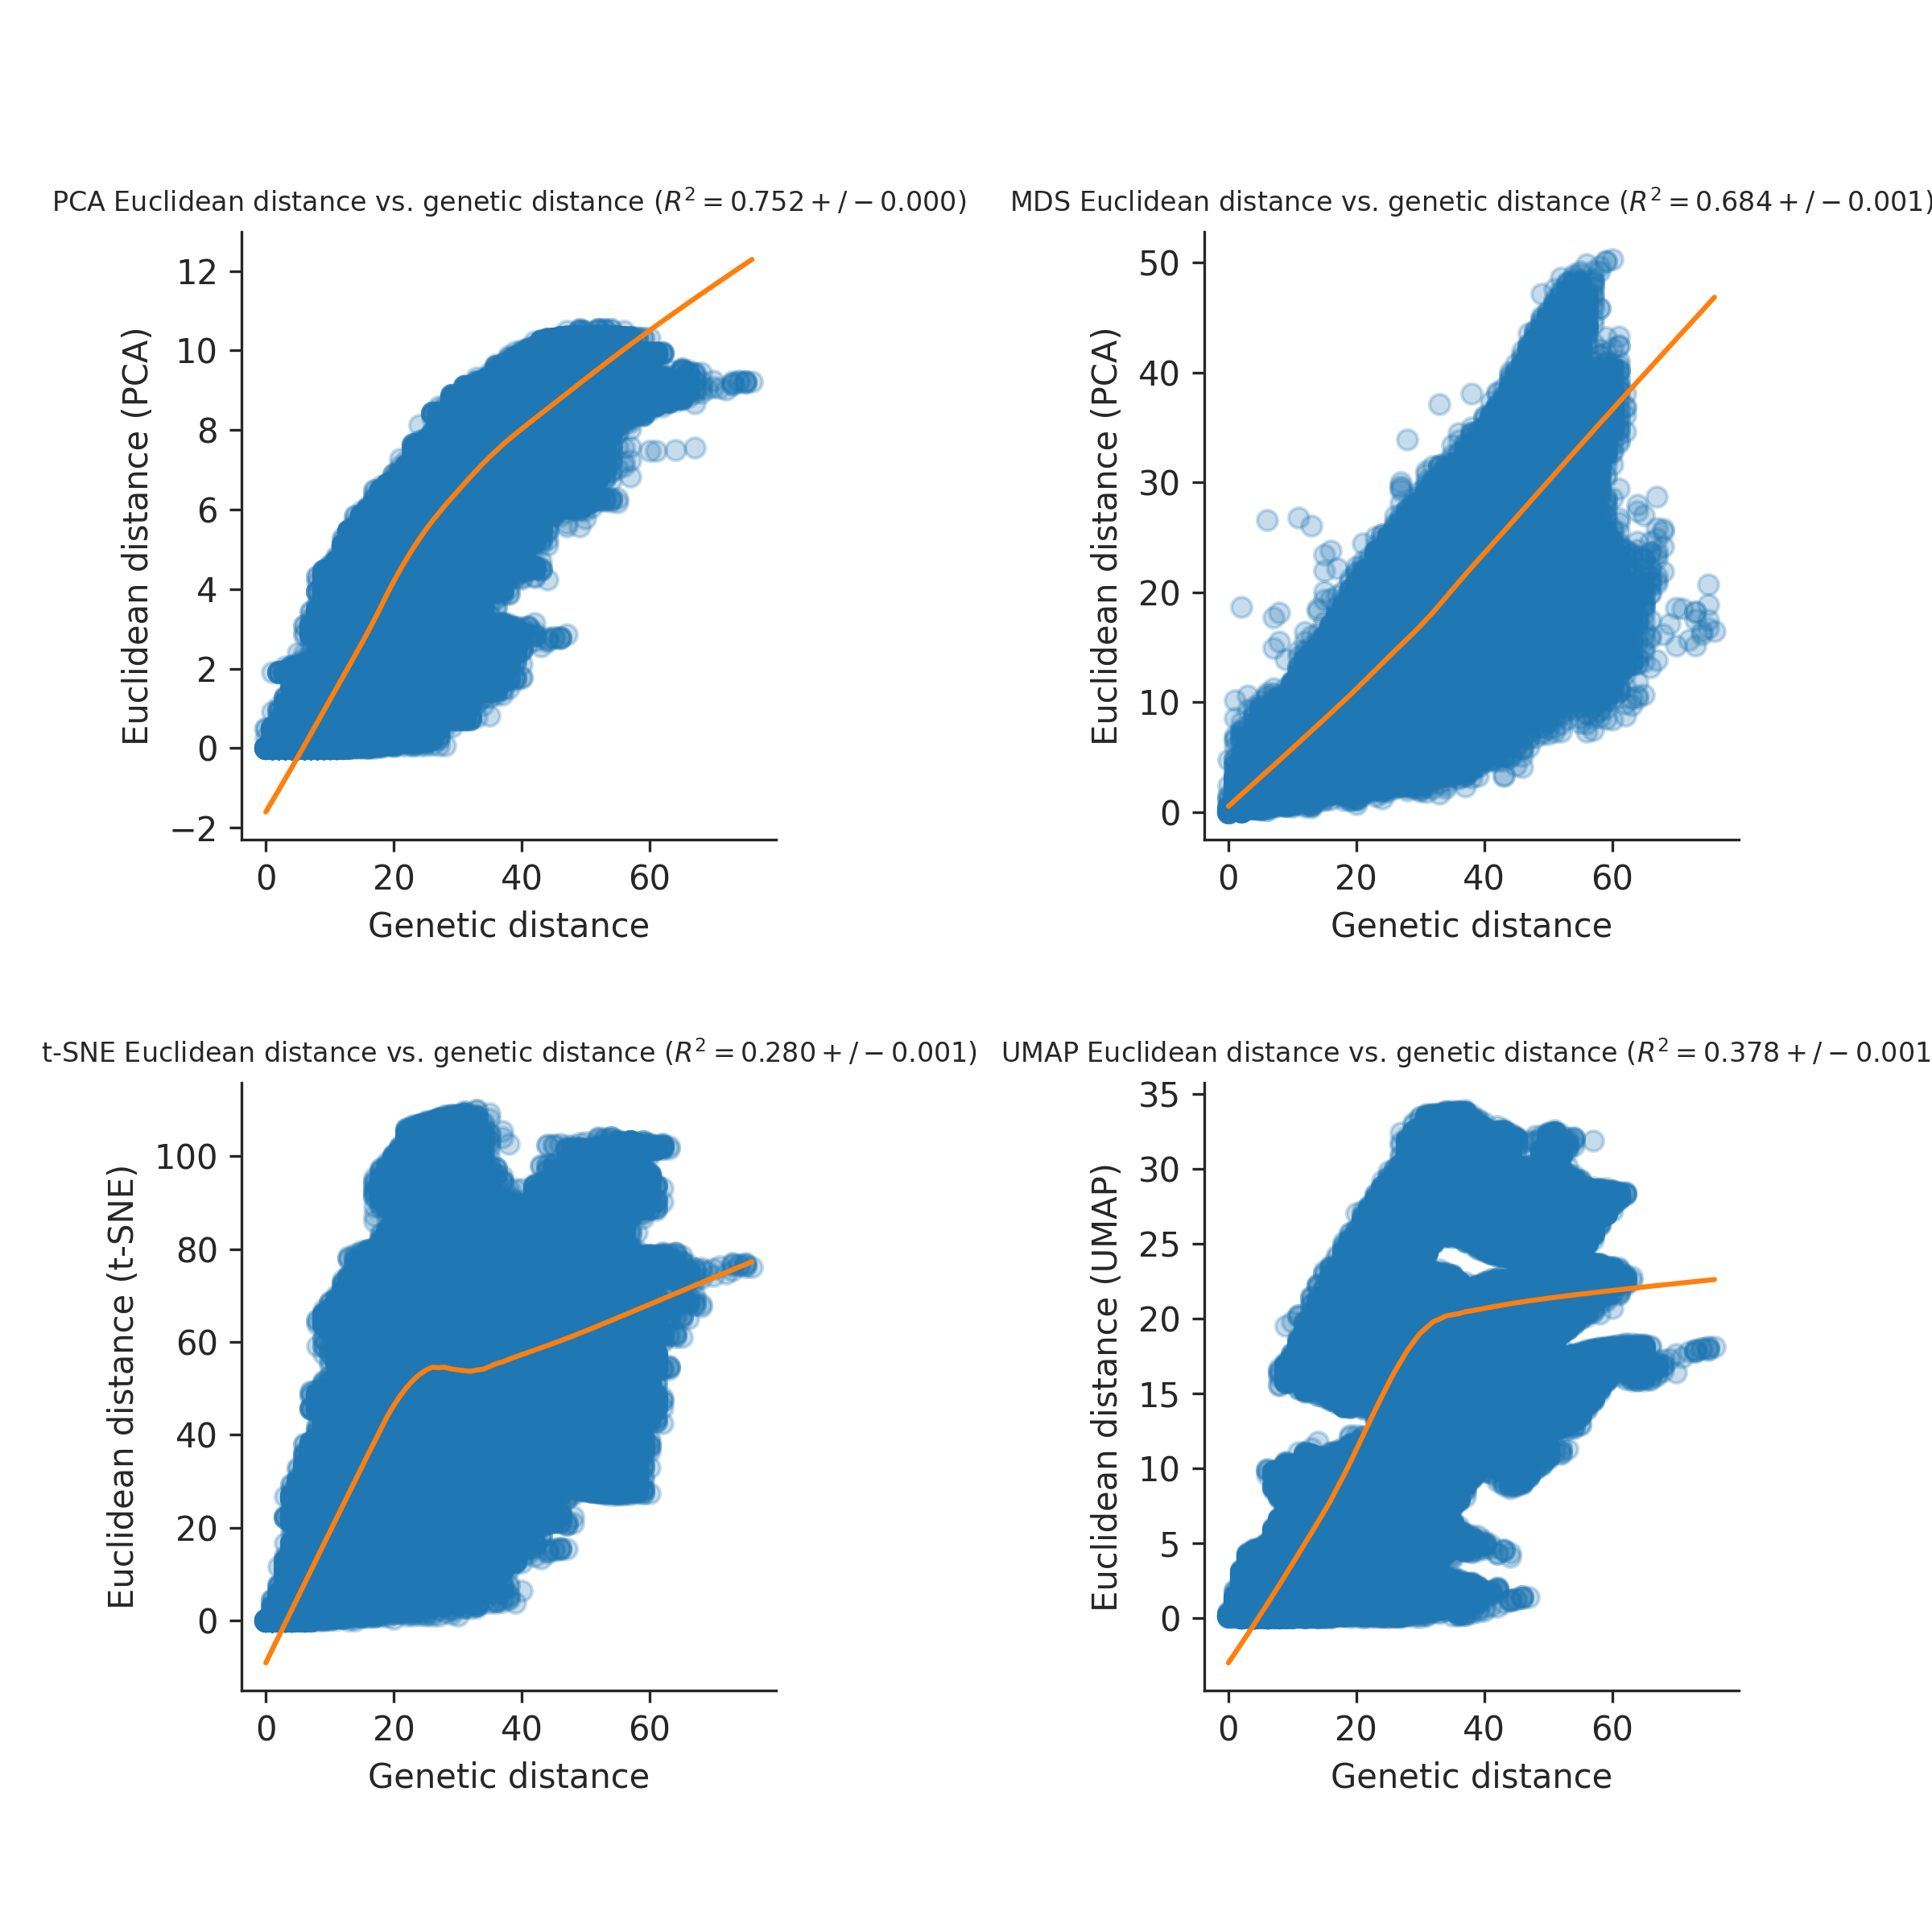 PCA Euclidean distance vs. genetic distance (R² = 0.752 + / − 0.000)
12
10
8
6
4
2
0
−2
Euclidean distance (PCA)
0 20 40 60
Genetic distance
MDS Euclidean distance vs. genetic distance (R² = 0.684 + / − 0.001)
50
40
30
20
10
0
Euclidean distance (PCA)
0 20 40 60
Genetic distance
t-SNE Euclidean distance vs. genetic distance (R² = 0.280 + / − 0.001)
100
80
60
40
20
0
Euclidean distance (t-SNE)
0 20 40 60
Genetic distance
UMAP Euclidean distance vs. genetic distance (R² = 0.378 + / − 0.001
35
30
25
20
15
10
5
0
Euclidean distance (UMAP)
0 20 40 60
Genetic distance